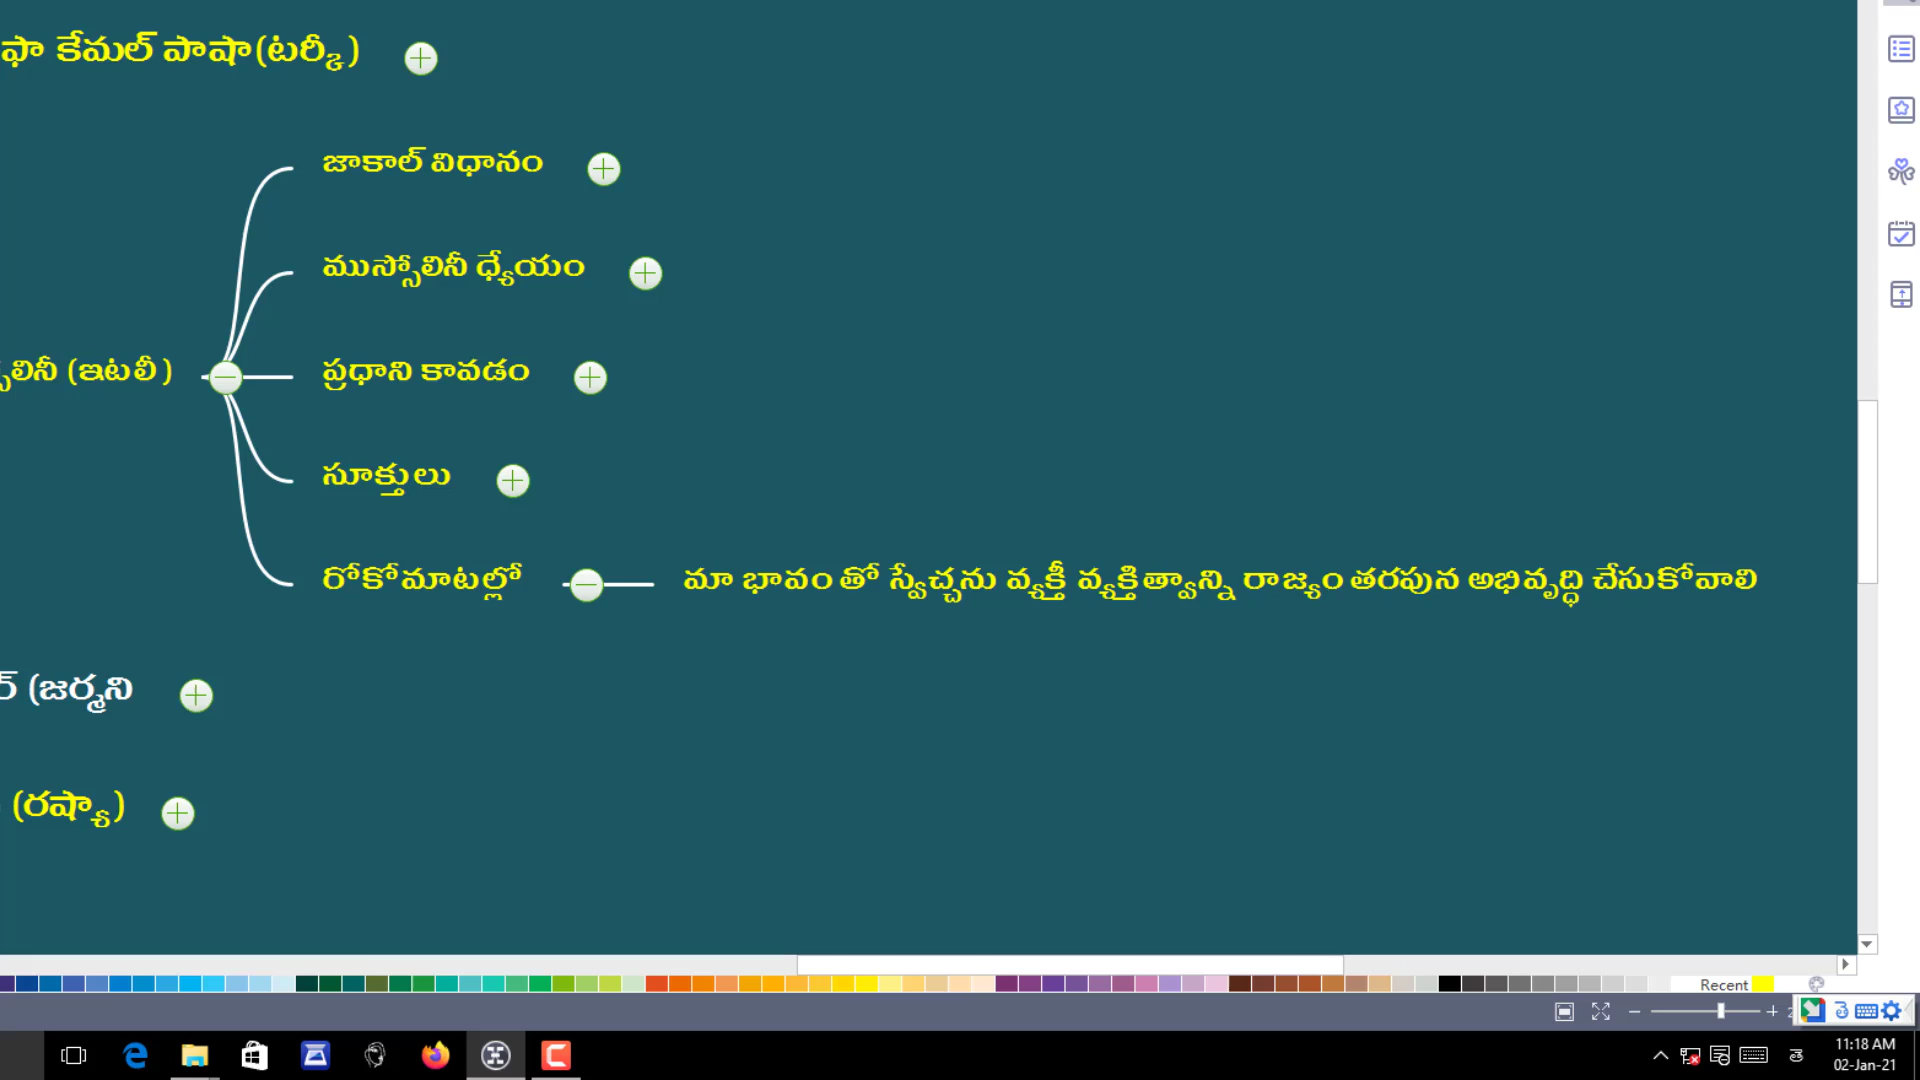 ఫా కేమల్ పాషా(టర్కీ)
జాకాల్ విధానం
ముస్సోలినీ ధ్యేయం
సోలినీ (ఇటలీ)
ప్రధాని కావడం
సూక్తులు
రోకోమాటల్లో
మా భావం తో స్వేచ్చను వ్యక్తీ వ్యక్తిత్వాన్ని రాజ్యం తరపున అభివృద్ధి చేసుకోవాలి
ర్ (జర్మని
(రష్యా)
Recent
తె
11:18 AM
తె
02-Jan-21